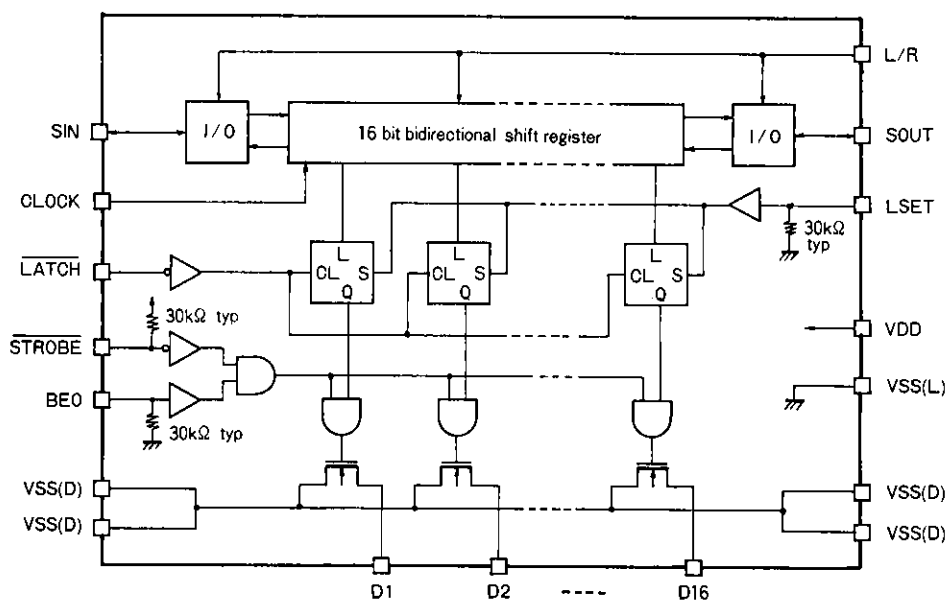 L/R
SIN
I/O
16 bit bidirectional shift register
I/O
SOUT
CLOCK
LSET
30kΩ
typ
LATCH
L
CL S
Q
L
CL S
Q
L
CL S
Q
30kΩ typ
STROBE
VDD
BEO
VSS(L)
30kΩ typ
VSS(D)
VSS(D)
VSS(D)
VSS(D)
D1
D2
D16